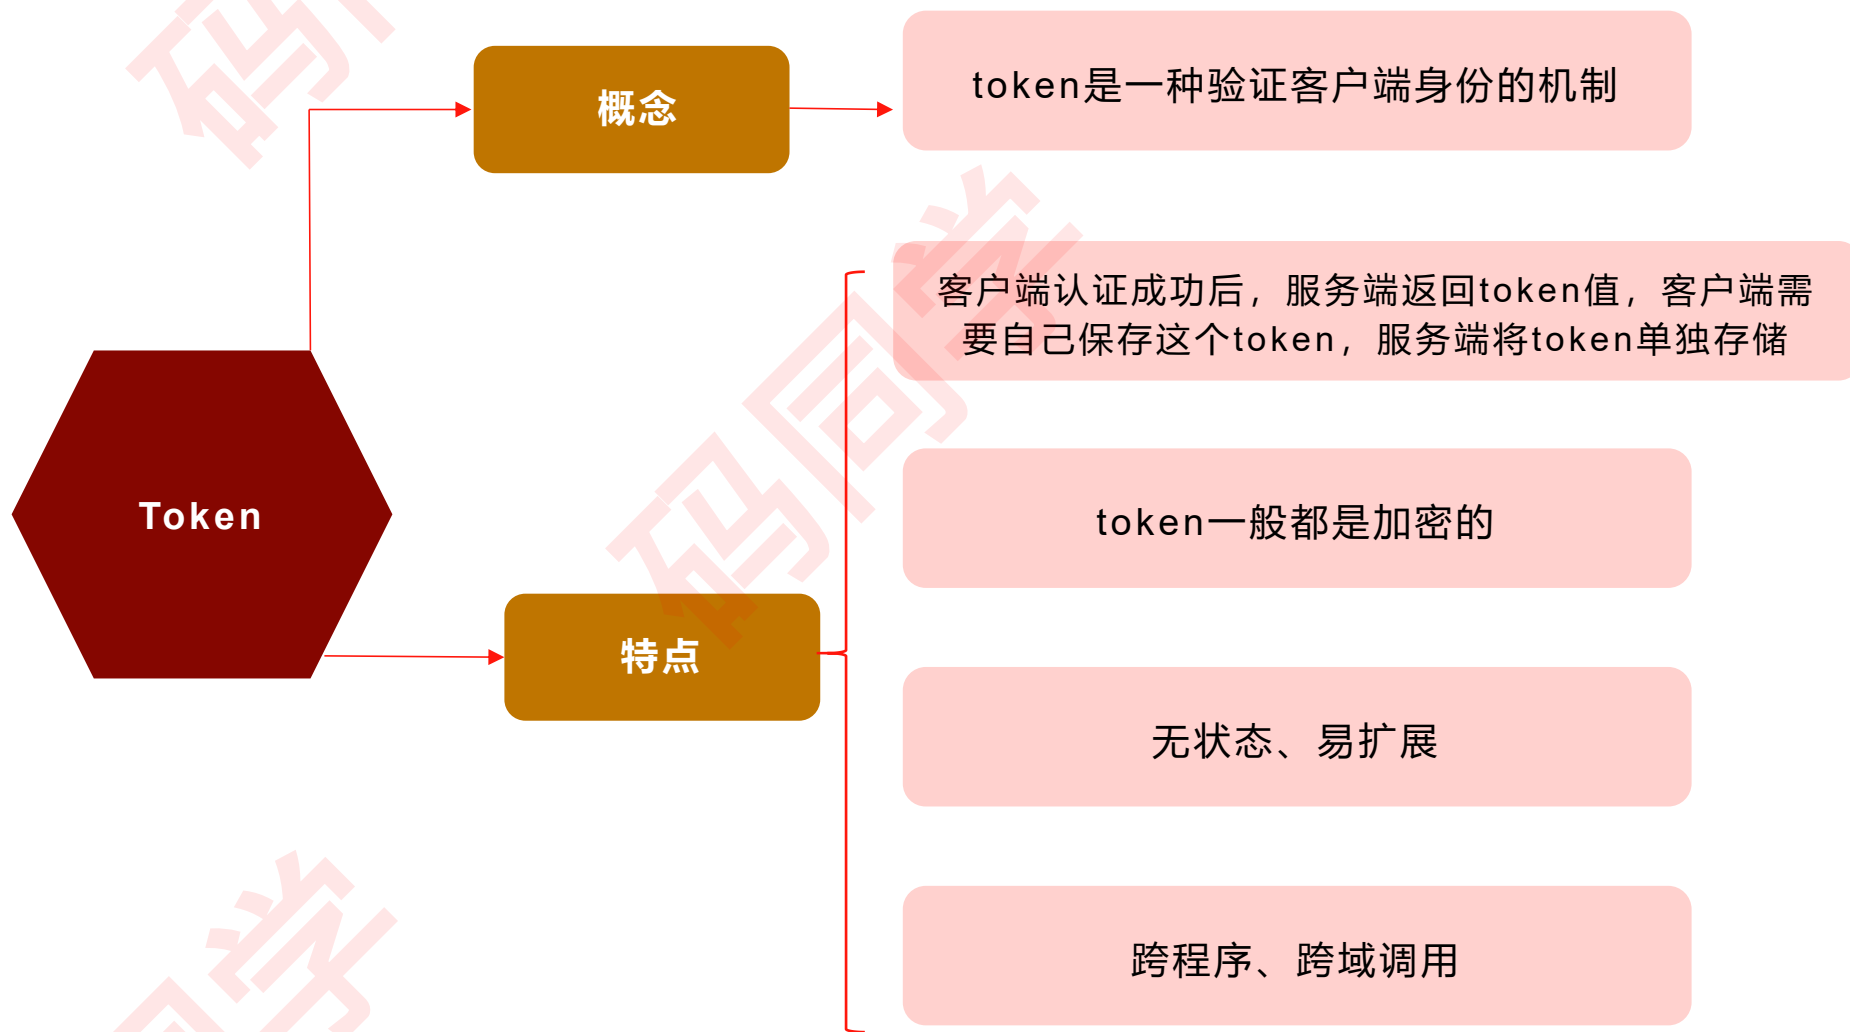 概念
token是一种验证客户端身份的机制
客户端认证成功后，服务端返回token值，客户端需
要自己保存这个token，服务端将token单独存储
Token
token一般都是加密的
特点
无状态、易扩展
跨程序、跨域调用
码同学